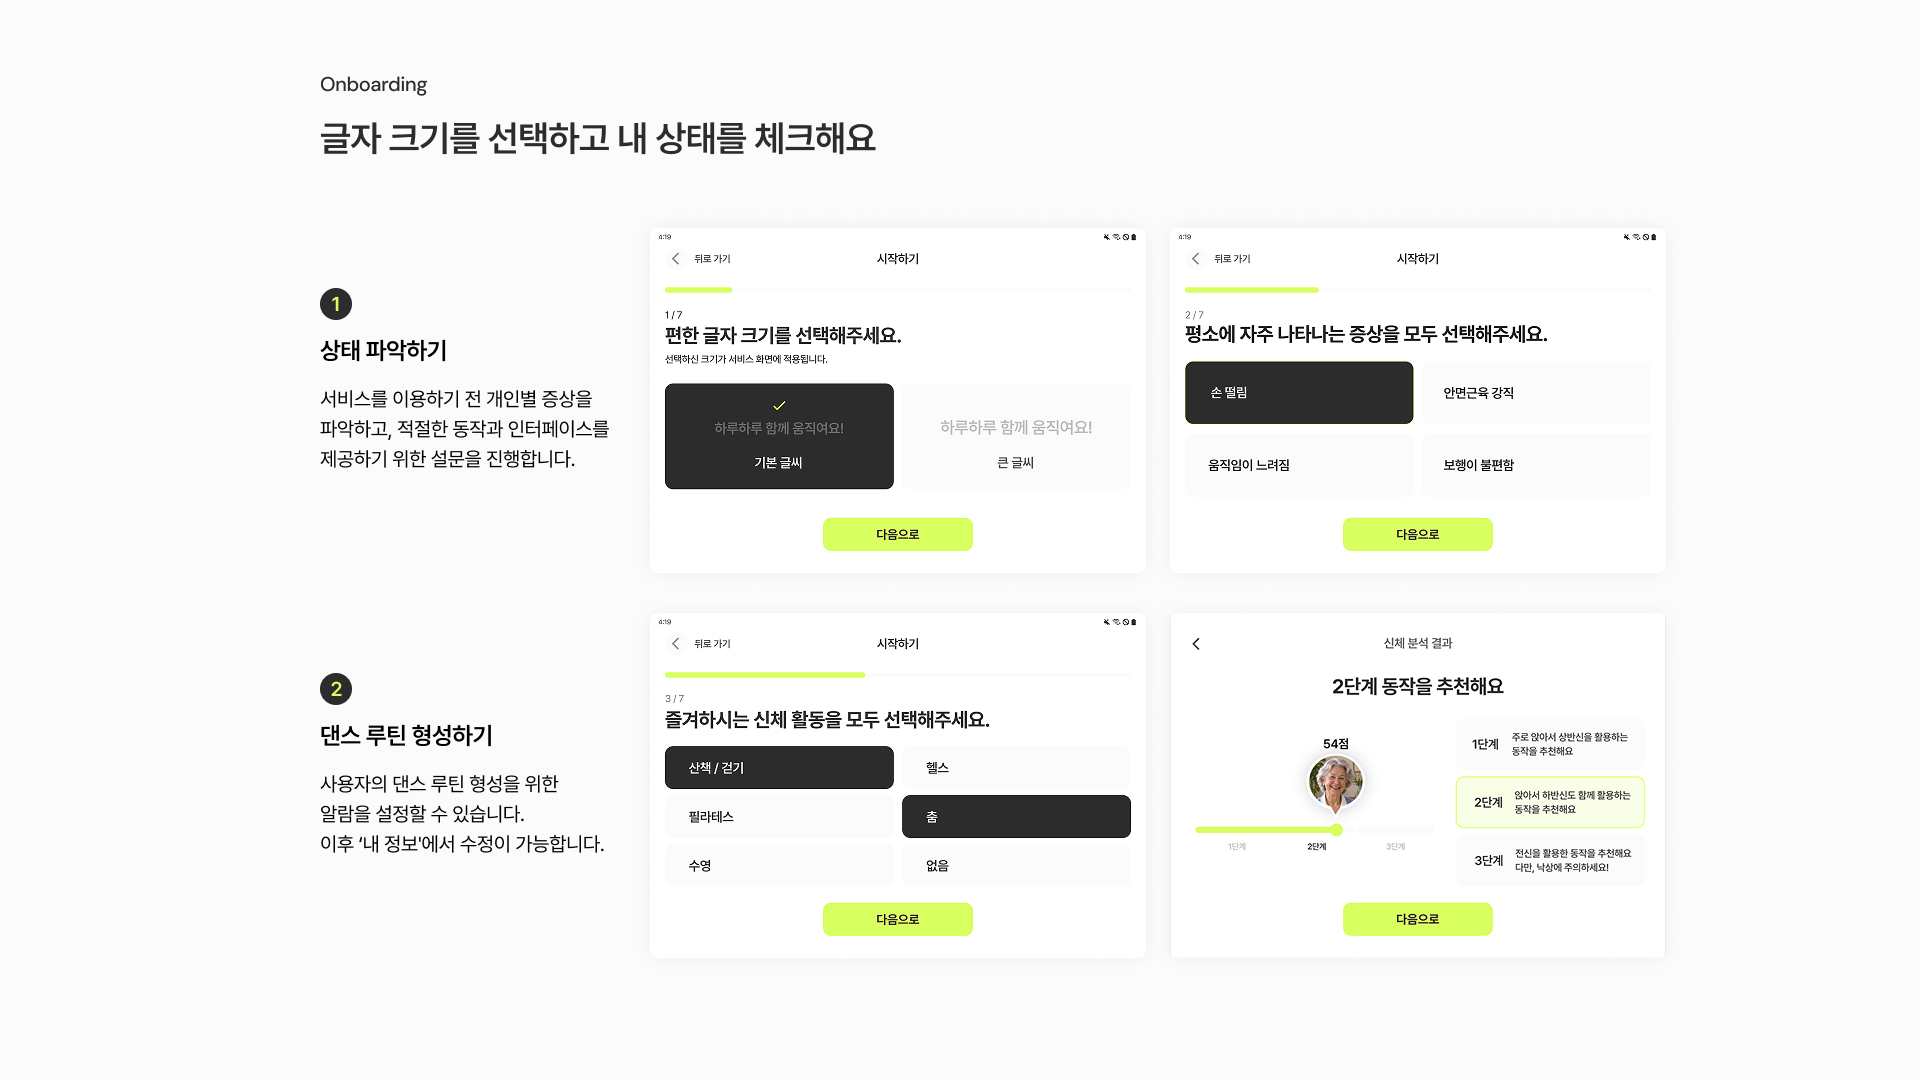 Onboarding
글자 크기를 선택하고 내 상태를 체크해요
1
상태 파악하기
서비스를 이용하기 전 개인별 증상을
파악하고, 적절한 동작과 인터페이스를
제공하기 위한 설문을 진행합니다.
4:19
뒤로 가기
시작하기
1 / 7
편한 글자 크기를 선택해주세요.
선택하신 크기가 서비스 화면에 적용됩니다.
하루하루 함께 움직여요!
기본 글씨
하루하루 함께 움직여요!
큰 글씨
다음으로
4:19
뒤로 가기
시작하기
2 / 7
평소에 자주 나타나는 증상을 모두 선택해주세요.
손 떨림
안면근육 강직
움직임이 느려짐
보행이 불편함
다음으로
2
댄스 루틴 형성하기
사용자의 댄스 루틴 형성을 위한
알람을 설정할 수 있습니다.
이후 ‘내 정보'에서 수정이 가능합니다.
4:19
뒤로 가기
시작하기
3 / 7
즐겨하시는 신체 활동을 모두 선택해주세요.
산책 / 걷기
헬스
필라테스
춤
수영
없음
다음으로
신체 분석 결과
2단계 동작을 추천해요
54점
1단계
2단계
3단계
1단계
주로 앉아서 상반신을 활용하는
동작을 추천해요
2단계
앉아서 하반신도 함께 활용하는
동작을 추천해요
3단계
전신을 활용한 동작을 추천해요
다만, 낙상에 주의하세요!
다음으로